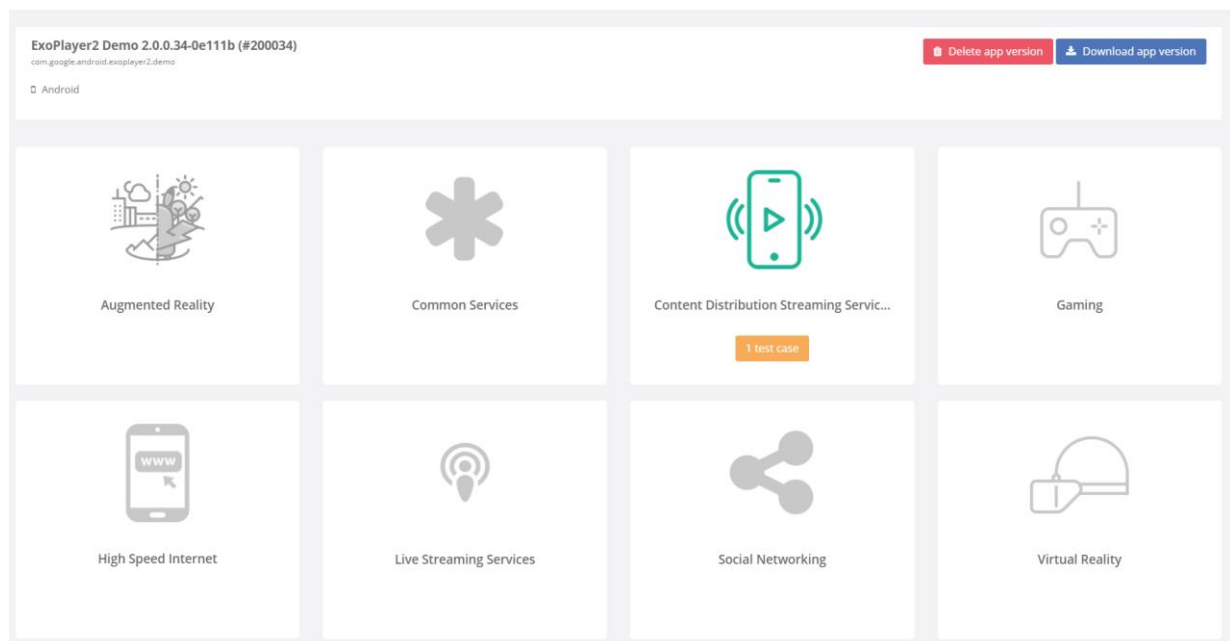 ExoPlayer2 Demo 2.0.0.34-0e111b (#200034)
com.google.android.exoplayer2.demo
Android
Delete app version
Download app version
Augmented Reality
Common Services
Content Distribution Streaming Servic...
1 test case
Gaming
www
High Speed Internet
Live Streaming Services
Social Networking
Virtual Reality